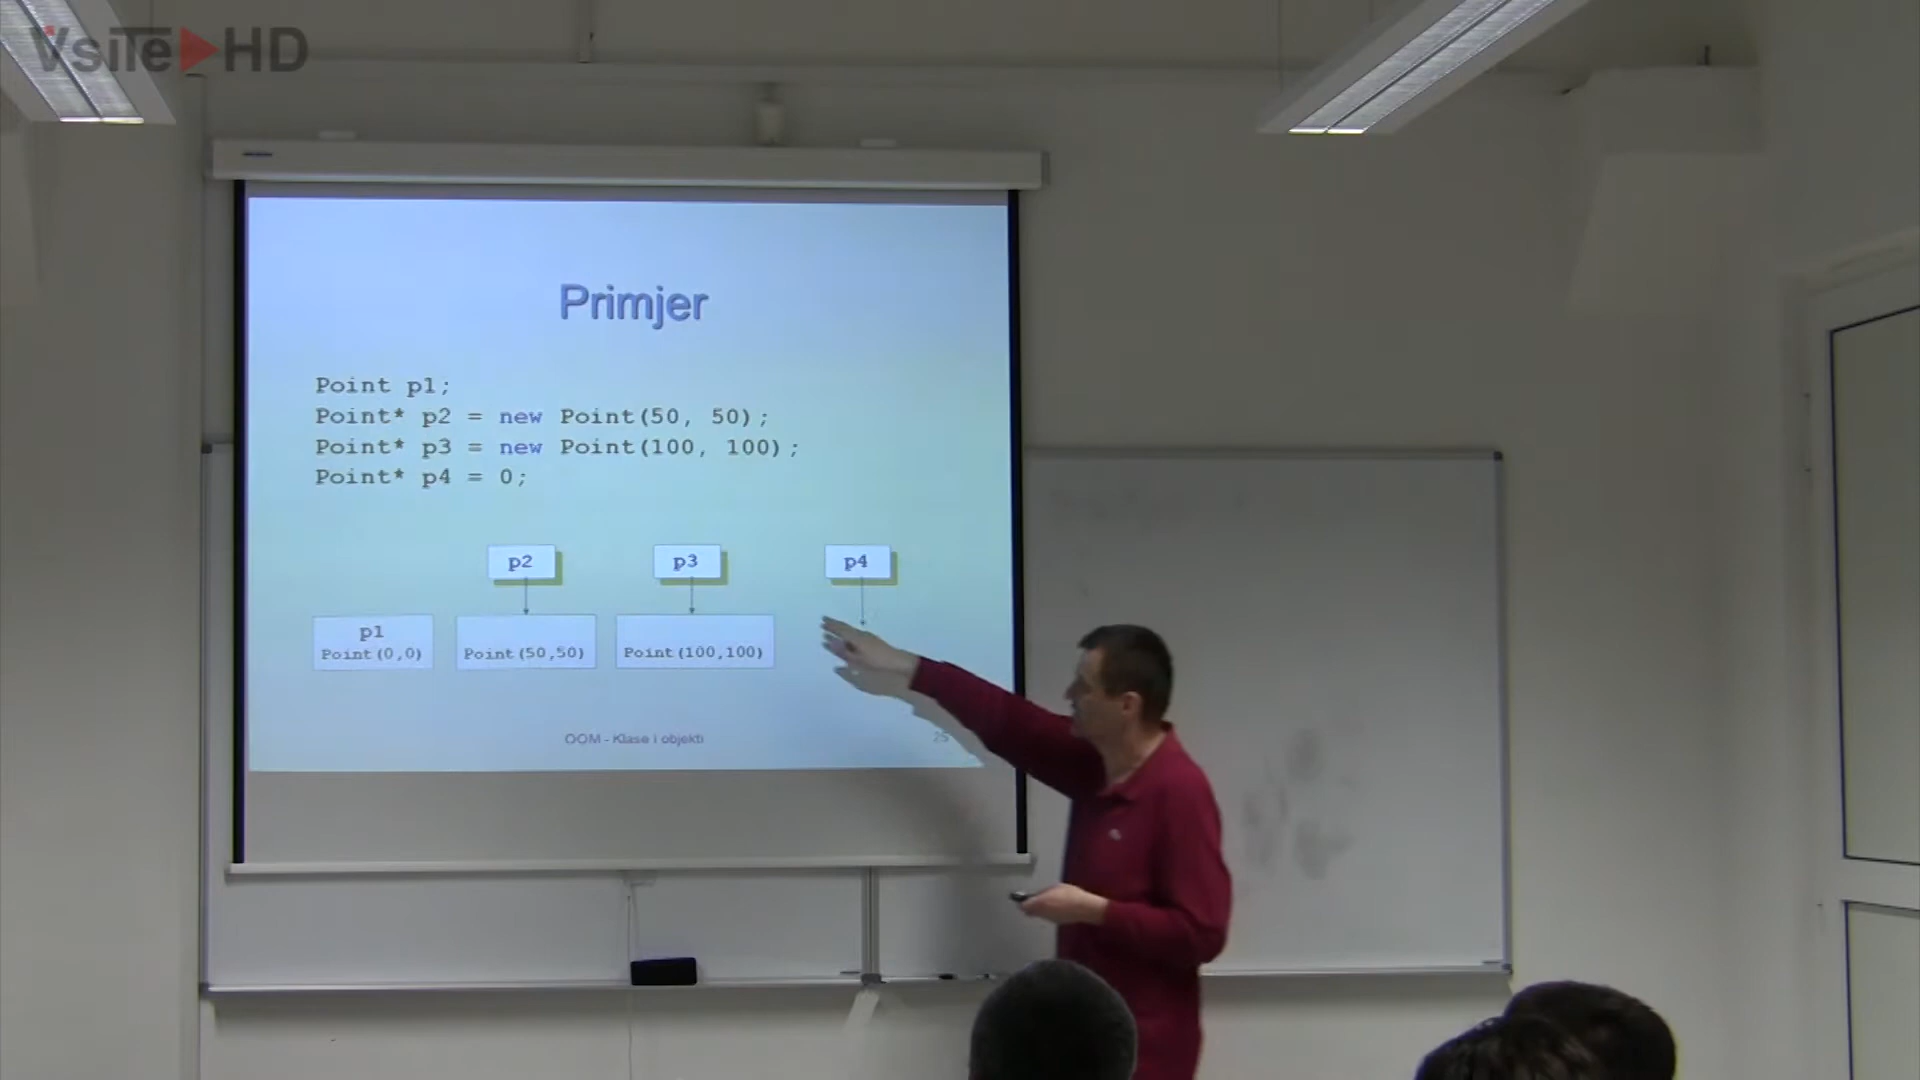 VsiTe HD
Primjer
Point p1;
Point* p2 = new Point(50, 50);
Point* p3 = new Point(100, 100);
Point* p4 = 0;
p2 p3 p4
p1
Point(0,0) Point(50,50) Point(100,100)
OOM - Klase i objekti 25